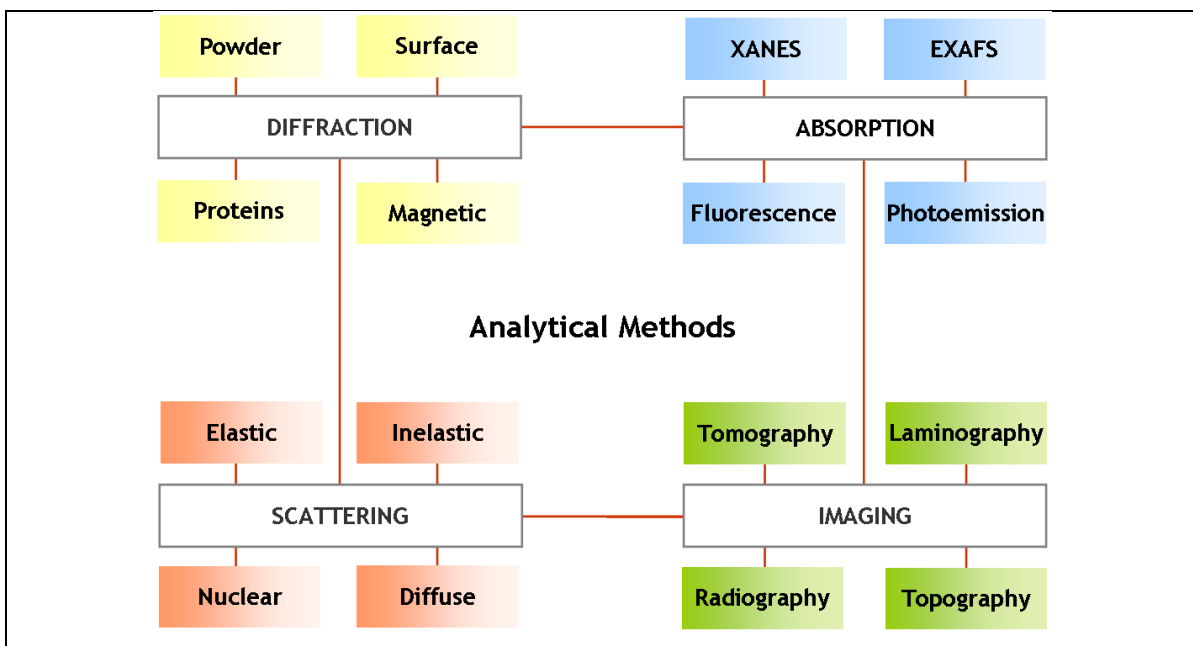 Powder
Surface
XANES
EXAFS
DIFFRACTION
ABSORPTION
Proteins
Magnetic
Fluorescence
Photoemission
Analytical Methods
Elastic
Inelastic
Tomography
Laminography
SCATTERING
IMAGING
Nuclear
Diffuse
Radiography
Topography